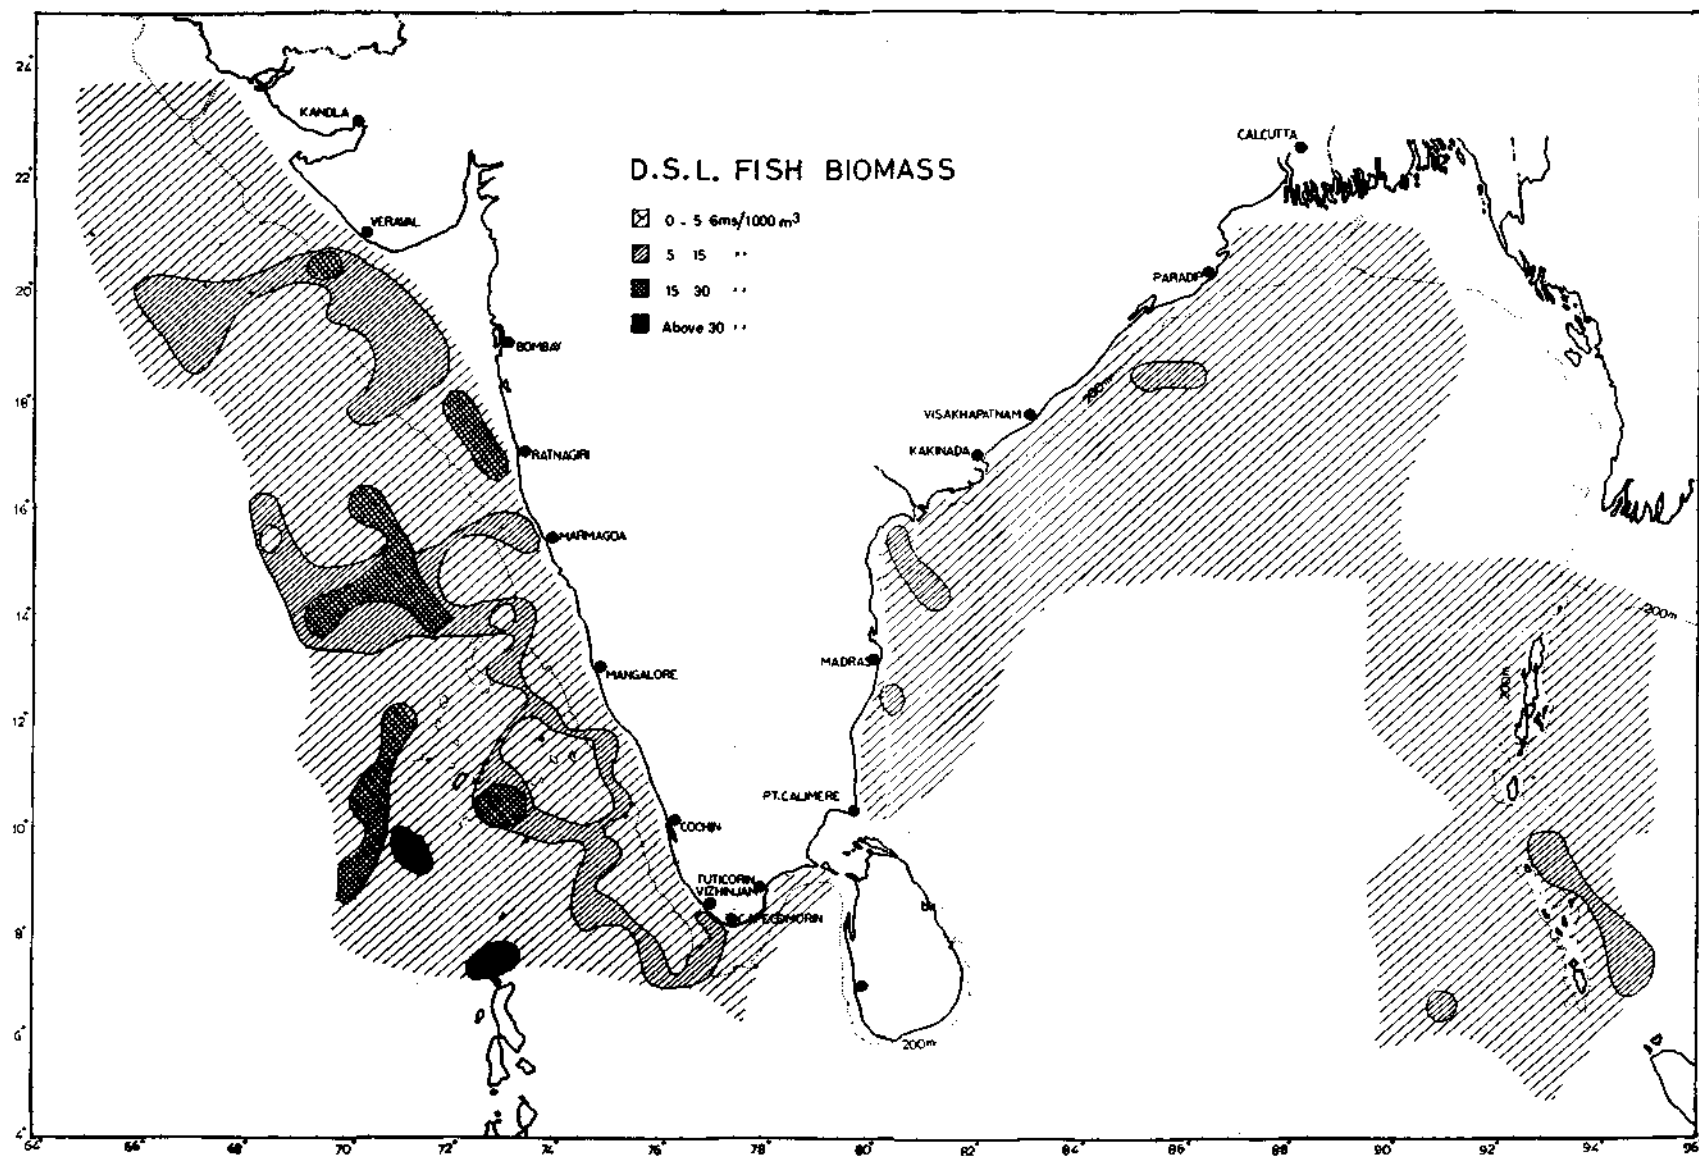 D.S.L. FISH BIOMASS
0 - 5 6ms/1000 m³
5 15 ''
15 30 ''
Above 30 ''
KANDLA
VERAVAL
BOMBAY
RATNAGIRI
MARMAGOA
MANGALORE
COCHIN
TUTICORIN
VIZHINJAM
CAPECOMORIN
PT.CALIMERE
MADRAS
KAKINADA
VISAKHAPATNAM
PARADIP
CALCUTTA
200m
200m
200m
200m
24°
22°
20°
18°
16°
14°
12°
10°
8°
6°
4°
64° 66° 68° 70° 72° 74° 76° 78° 80° 82° 84° 86° 88° 90° 92° 94° 96